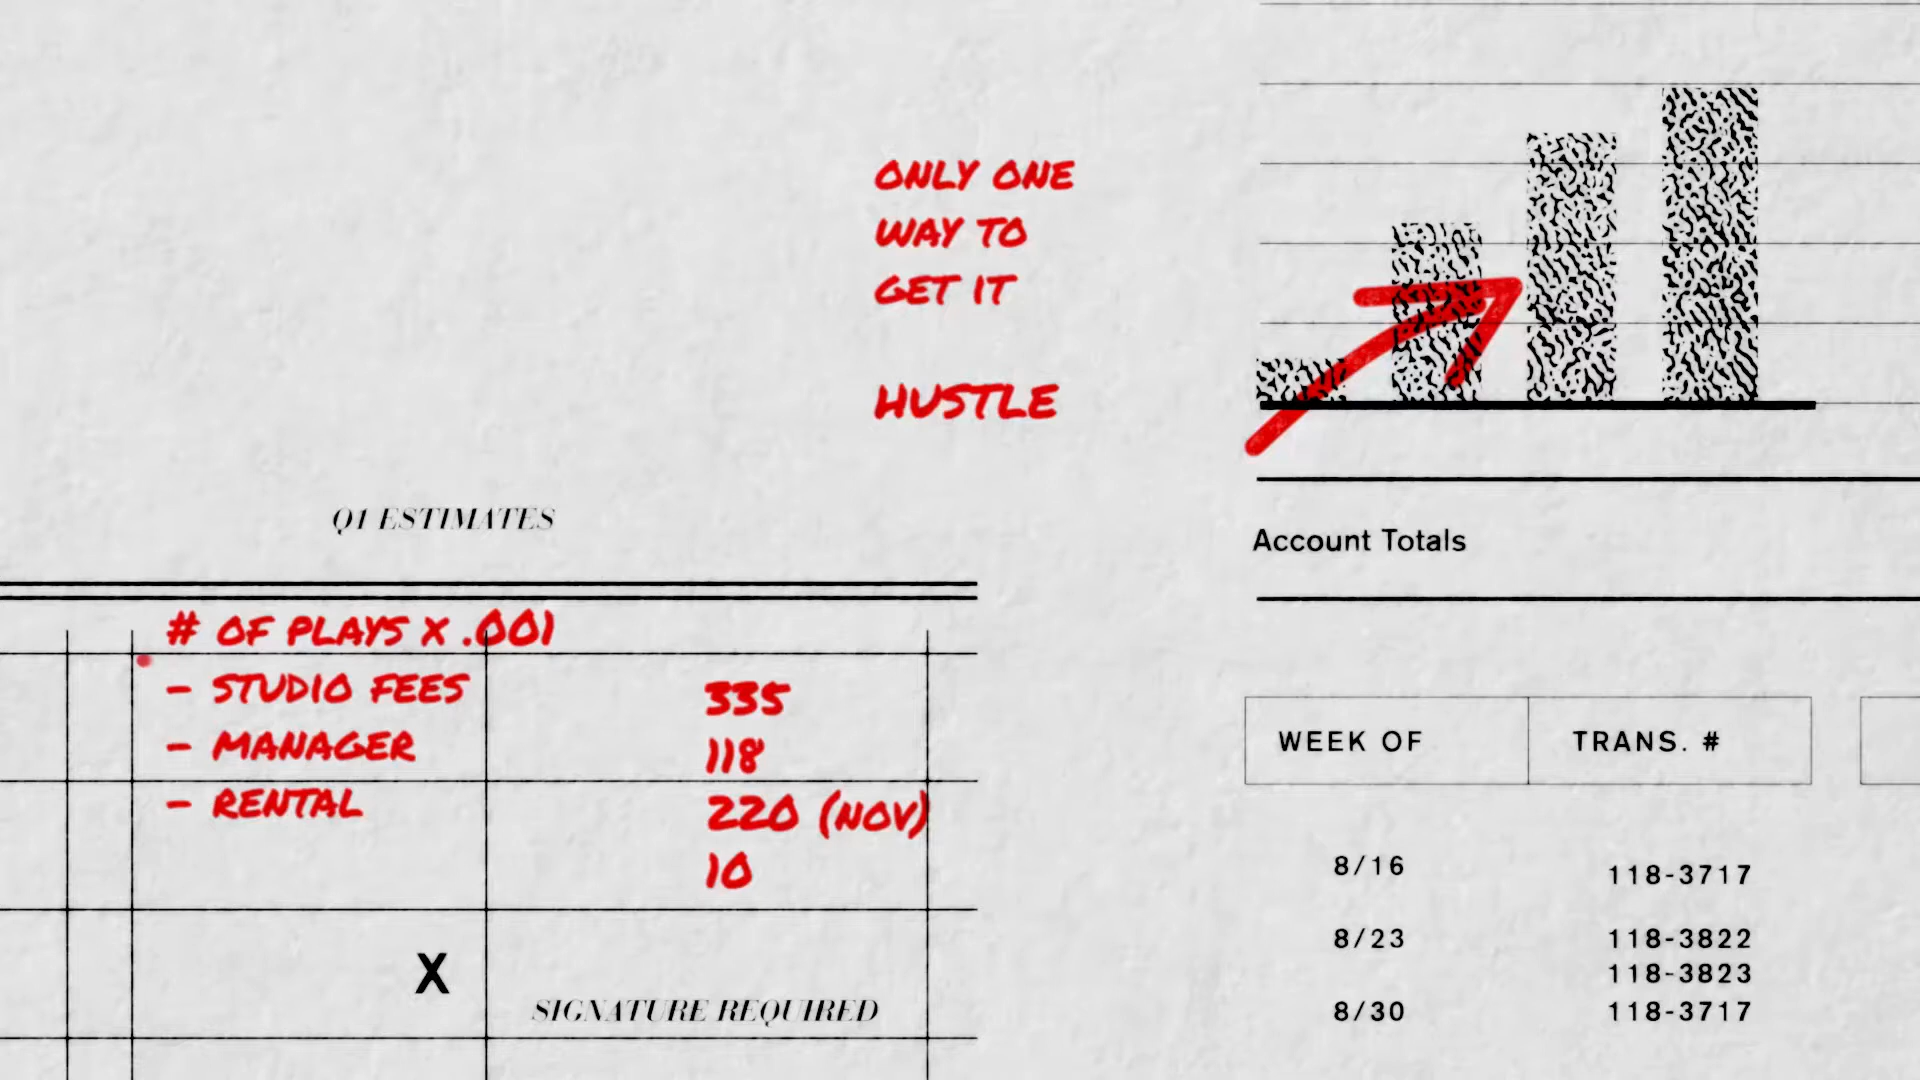 ONLY ONE
WAY TO
GET IT
HUSTLE
Q1 ESTIMATES
# OF PLAYS X .001
- STUDIO FEES
- MANAGER
- RENTAL
335
118
220 (NOV)
10
X
SIGNATURE REQUIRED
Account Totals
WEEK OF TRANS. #
8/16 118-3717
8/23 118-3822
118-3823
8/30 118-3717